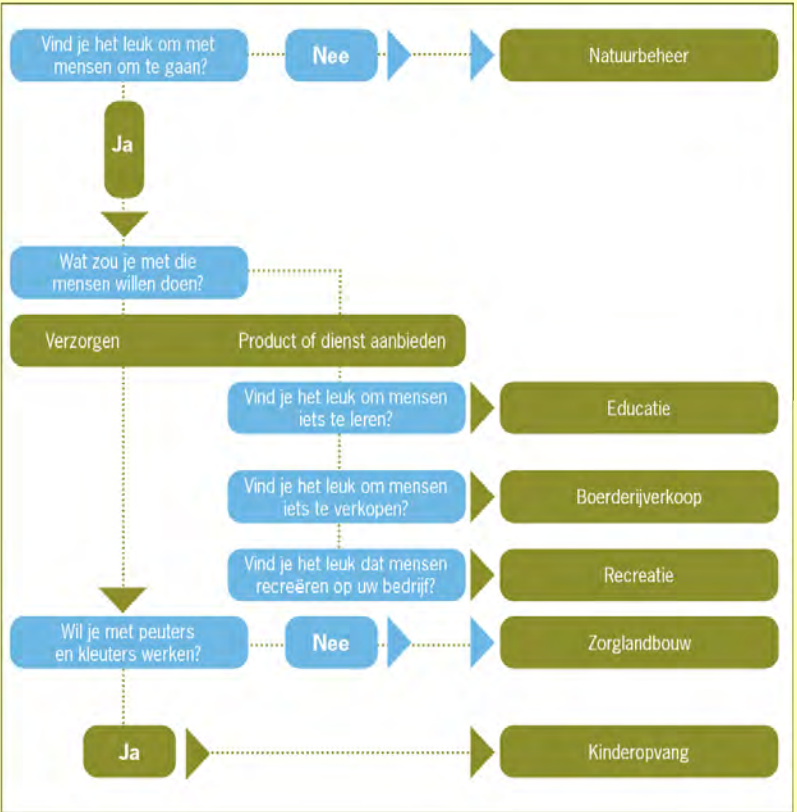 Vind je het leuk om met
mensen om te gaan?
Nee
Natuurbeheer
Ja
Wat zou je met die
mensen willen doen?
Verzorgen
Product of dienst aanbieden
Vind je het leuk om mensen
iets te leren?
Educatie
Vind je het leuk om mensen
iets te verkopen?
Boerderijverkoop
Vind je het leuk dat mensen
recreëren op uw bedrijf?
Recreatie
Wil je met peuters
en kleuters werken?
Nee
Zorglandbouw
Ja
Kinderopvang